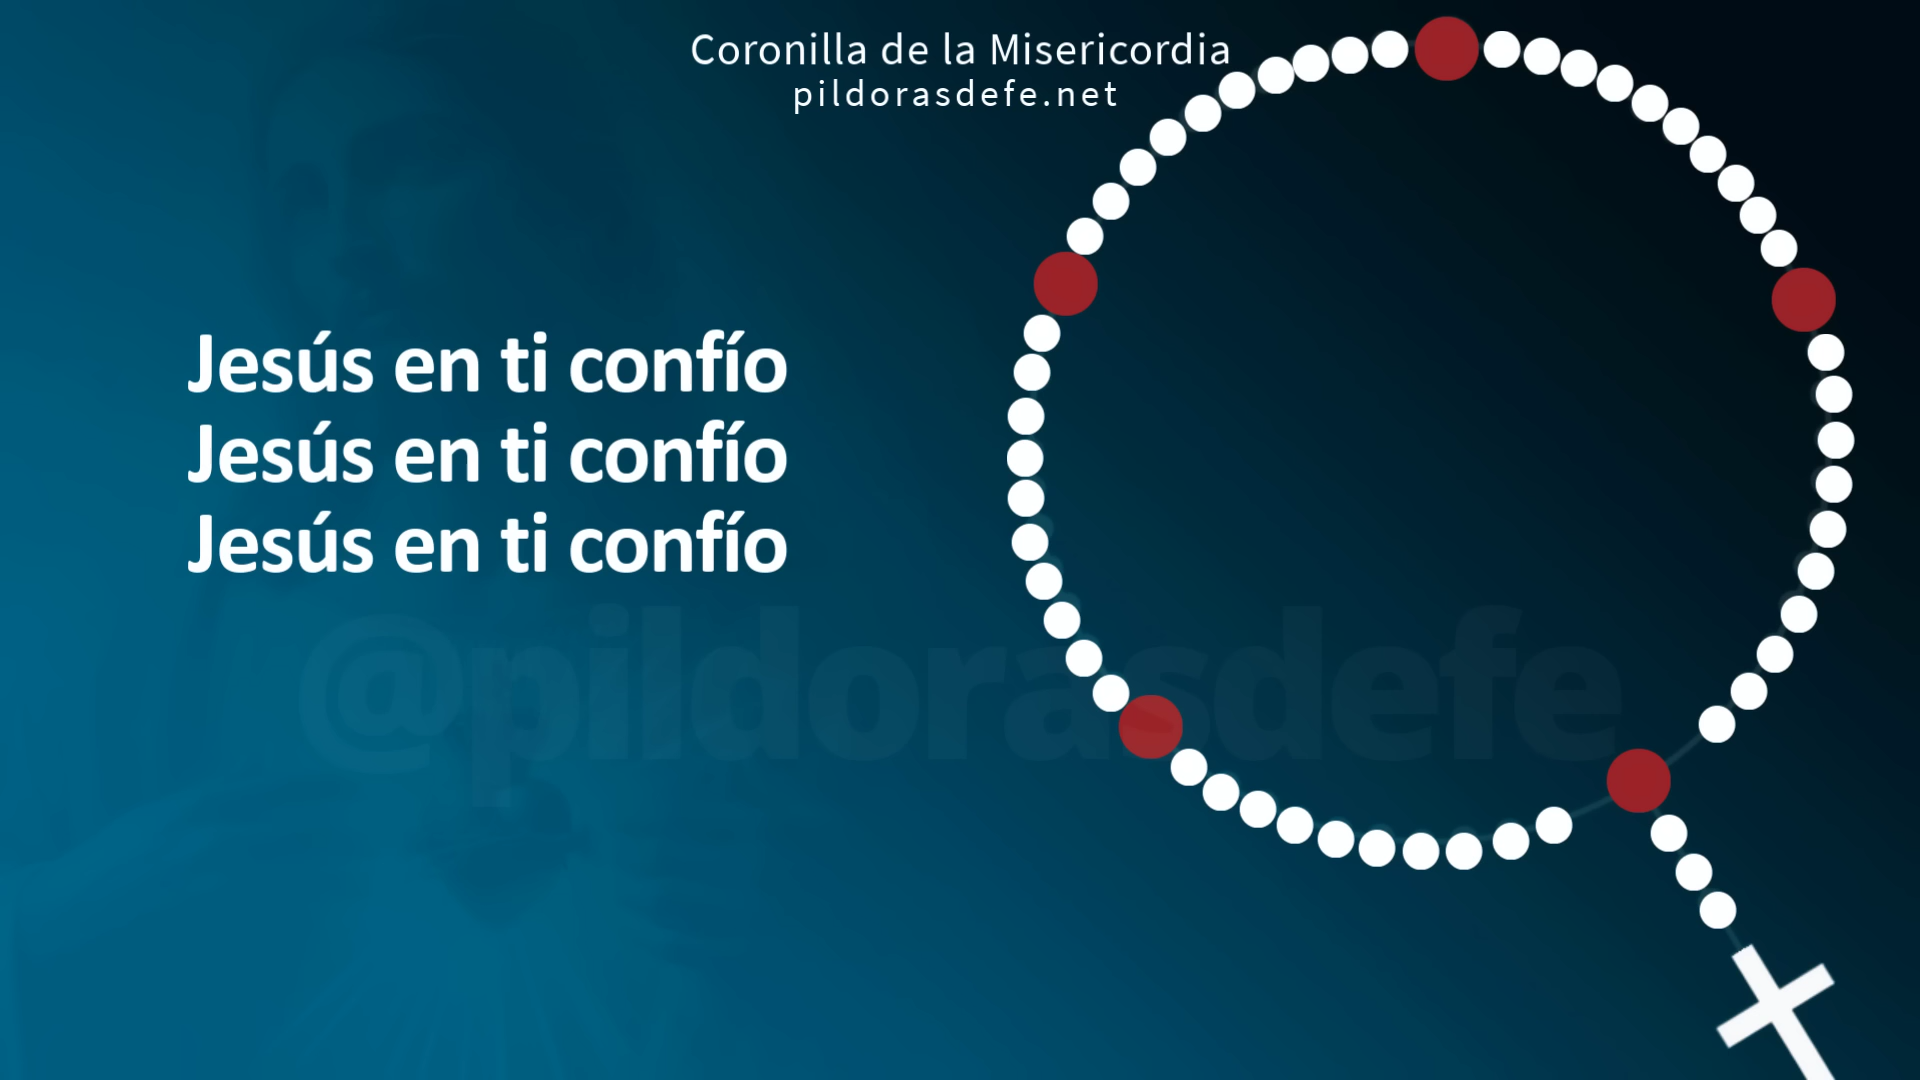 Coronilla de la Misericordia
pildorasdefe.net
Jesús en ti confío
Jesús en ti confío
Jesús en ti confío
@pildorasdefe